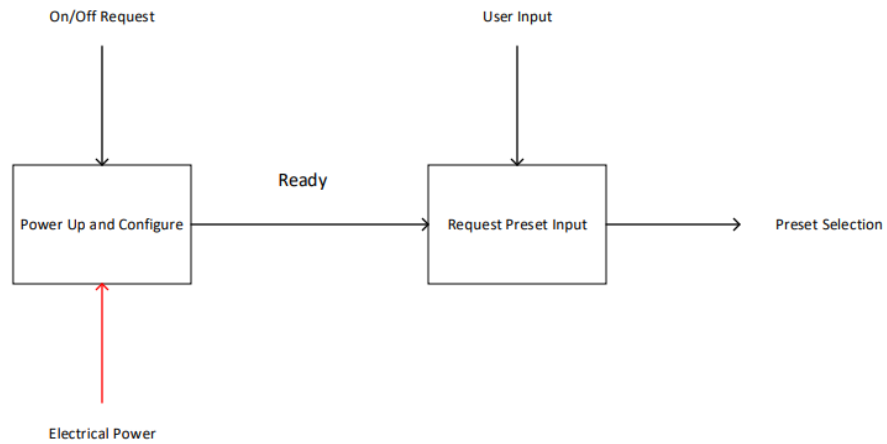 On/Off Request
User Input
Ready
Power Up and Configure
Request Preset Input
Preset Selection
Electrical Power